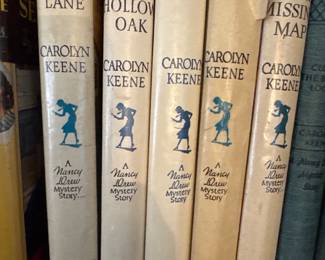 LANE
CAROLYN
KEENE
A
Nancy
Drew
Mystery
Story
HOLLOW
OAK
CAROLYN
KEENE
A
Nancy
Drew
Mystery
Story
CAROLYN
KEENE
A
Nancy
Drew
Mystery
Story
CAROLYN
KEENE
A
Nancy
Drew
Mystery
Story
MISSIN
MAP
CAROLYN
KEENE
A
Nancy
Drew
Mystery
Story